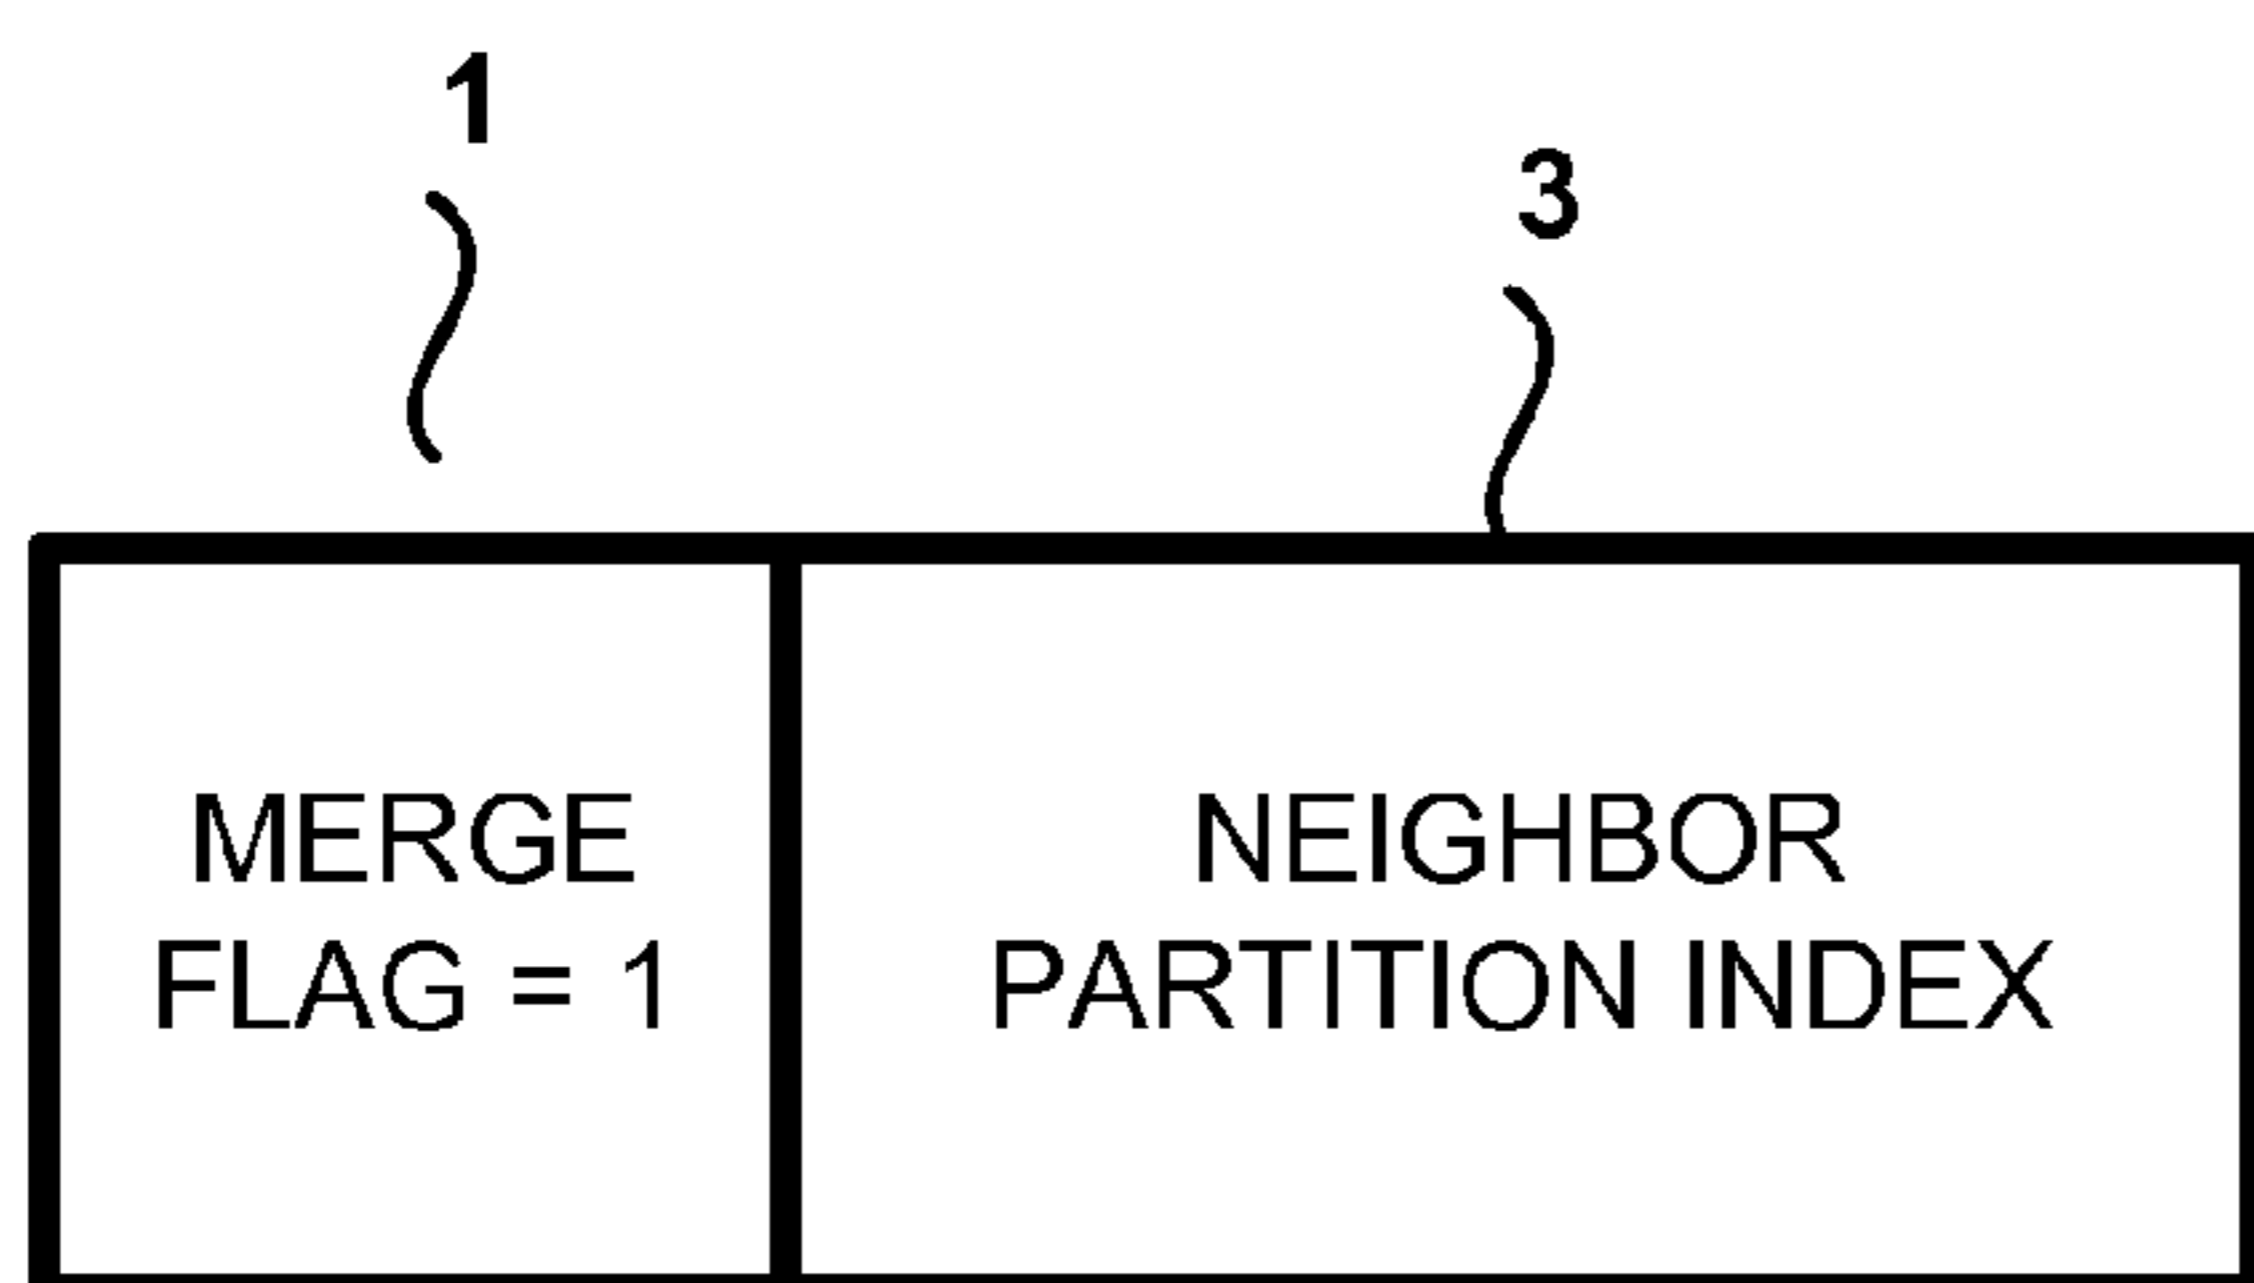 1
3
MERGE
FLAG = 1
NEIGHBOR
PARTITION INDEX